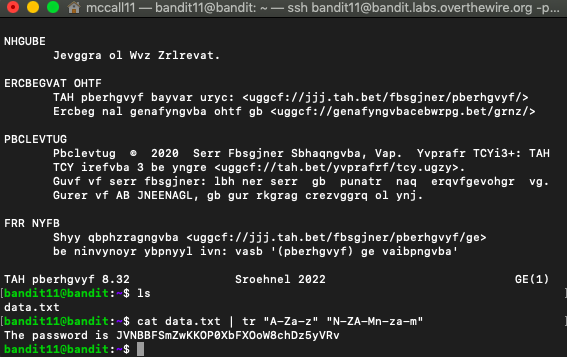 mccall11 — bandit11@bandit: ~ — ssh bandit11@bandit.labs.overthewire.org -p...
NHGUBE
Jevggra ol Wvz Zrlrevat.
ERCBEGVAT OHTF
TAH pberhgvyf bayvar uryc: <uggcf://jjj.tah.bet/fbsgjner/pberhgvyf/>
Ercbeg nal genafyngvba ohtf gb <uggcf://genafyngvbacebwrpg.bet/grnz/>
PBCLEVTUG
Pbclevtug © 2020 Serr Fbsgjner Sbhaqngvba, Vap. Yvprafr TCYi3+: TAH
TCY irefvba 3 be yngre <uggcf://tah.bet/yvprafrf/tcy.ugzy>.
Guvf vf serr fbsgjner: lbh ner serr gb punatr naq erqvfgevohgr vg.
Gurer vf AB JNEENAGL, gb gur rkgrag crezvggrq ol ynj.
FRR NYFB
Shyy qbphzragngvba <uggcf://jjj.tah.bet/fbsgjner/pberhgvyf/ge>
be ninvynoyr ybpnyyl ivn: vasb '(pberhgvyf) ge vaibpngvba'
TAH pberhgvyf 8.32 Sroehnel 2022 GE(1)
[bandit11@bandit:~$ ls ]
data.txt
[bandit11@bandit:~$ cat data.txt | tr "A-Za-z" "N-ZA-Mn-za-m" ]
The password is JVNBBFSmZwKKOP0XbFXOoW8chDz5yVRv
bandit11@bandit:~$